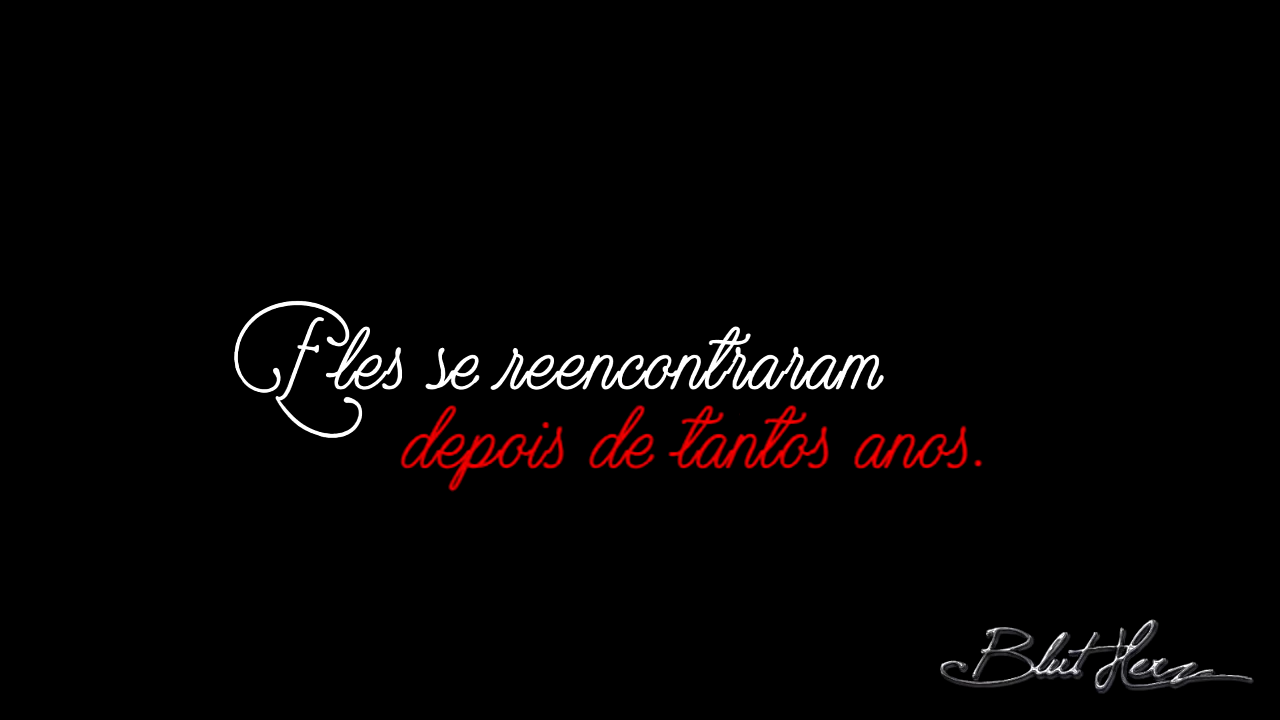 Eles se reencontraram
depois de tantos anos.
Blut Herz